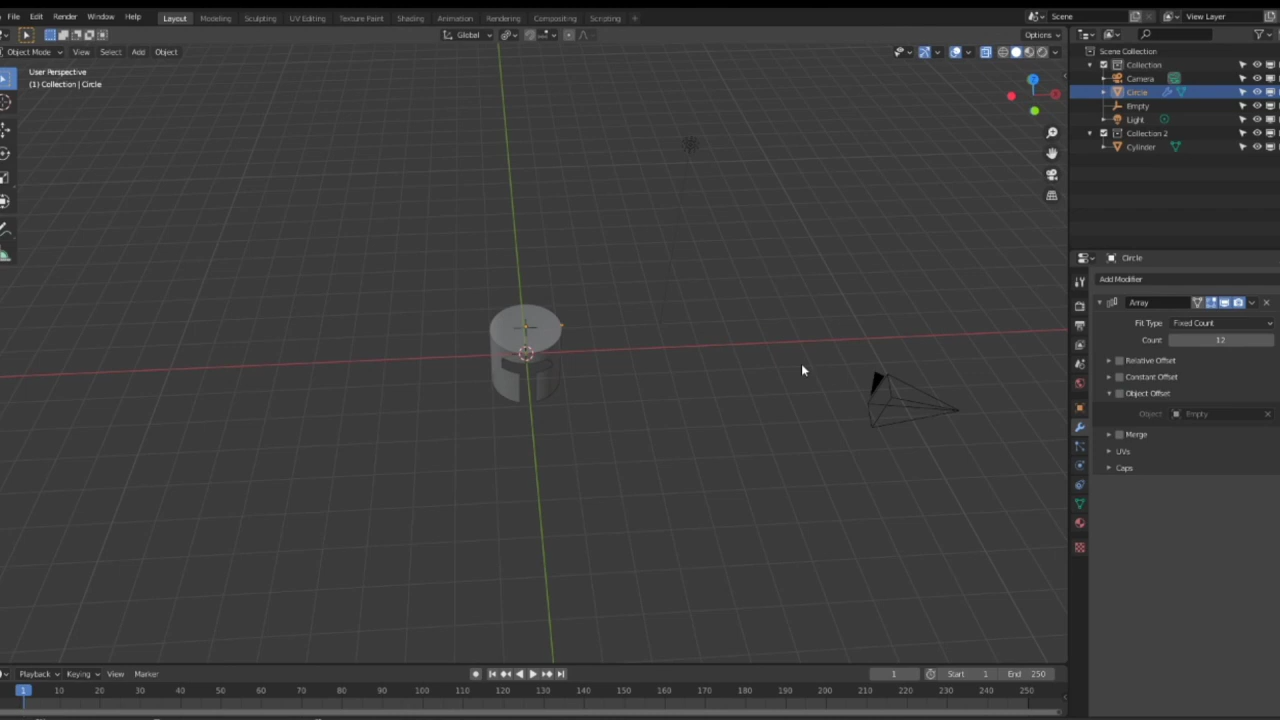 File Edit Render Window Help Layout Modeling Sculpting UV Editing Texture Paint Shading Animation Rendering Compositing Scripting + Scene View Layer
Global Options
Object Mode View Select Add Object
User Perspective
(1) Collection | Circle
Scene Collection
Collection
Camera
Circle
Empty
Light
Collection 2
Cylinder
Circle
Add Modifier
Array
Fit Type Fixed Count
Count 12
Relative Offset
Constant Offset
Object Offset
Object Empty
Merge
UVs
Caps
Playback Keying View Marker 1 Start 1 End 250
1 10 20 30 40 50 60 70 80 90 100 110 120 130 140 150 160 170 180 190 200 210 220 230 240 250